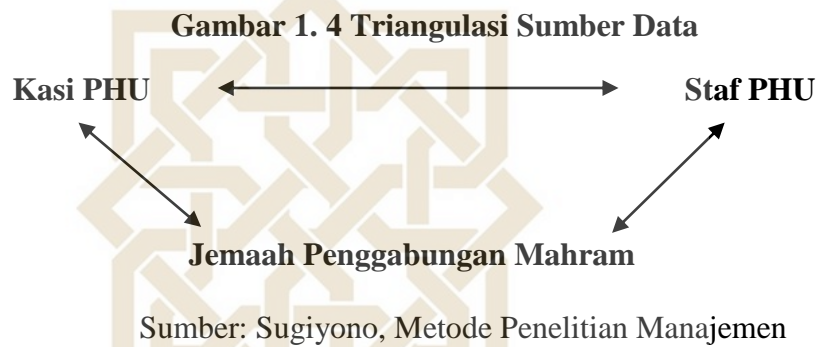 Gambar 1. 4 Triangulasi Sumber Data
Kasi PHU Staf PHU
Jemaah Penggabungan Mahram
Sumber: Sugiyono, Metode Penelitian Manajemen